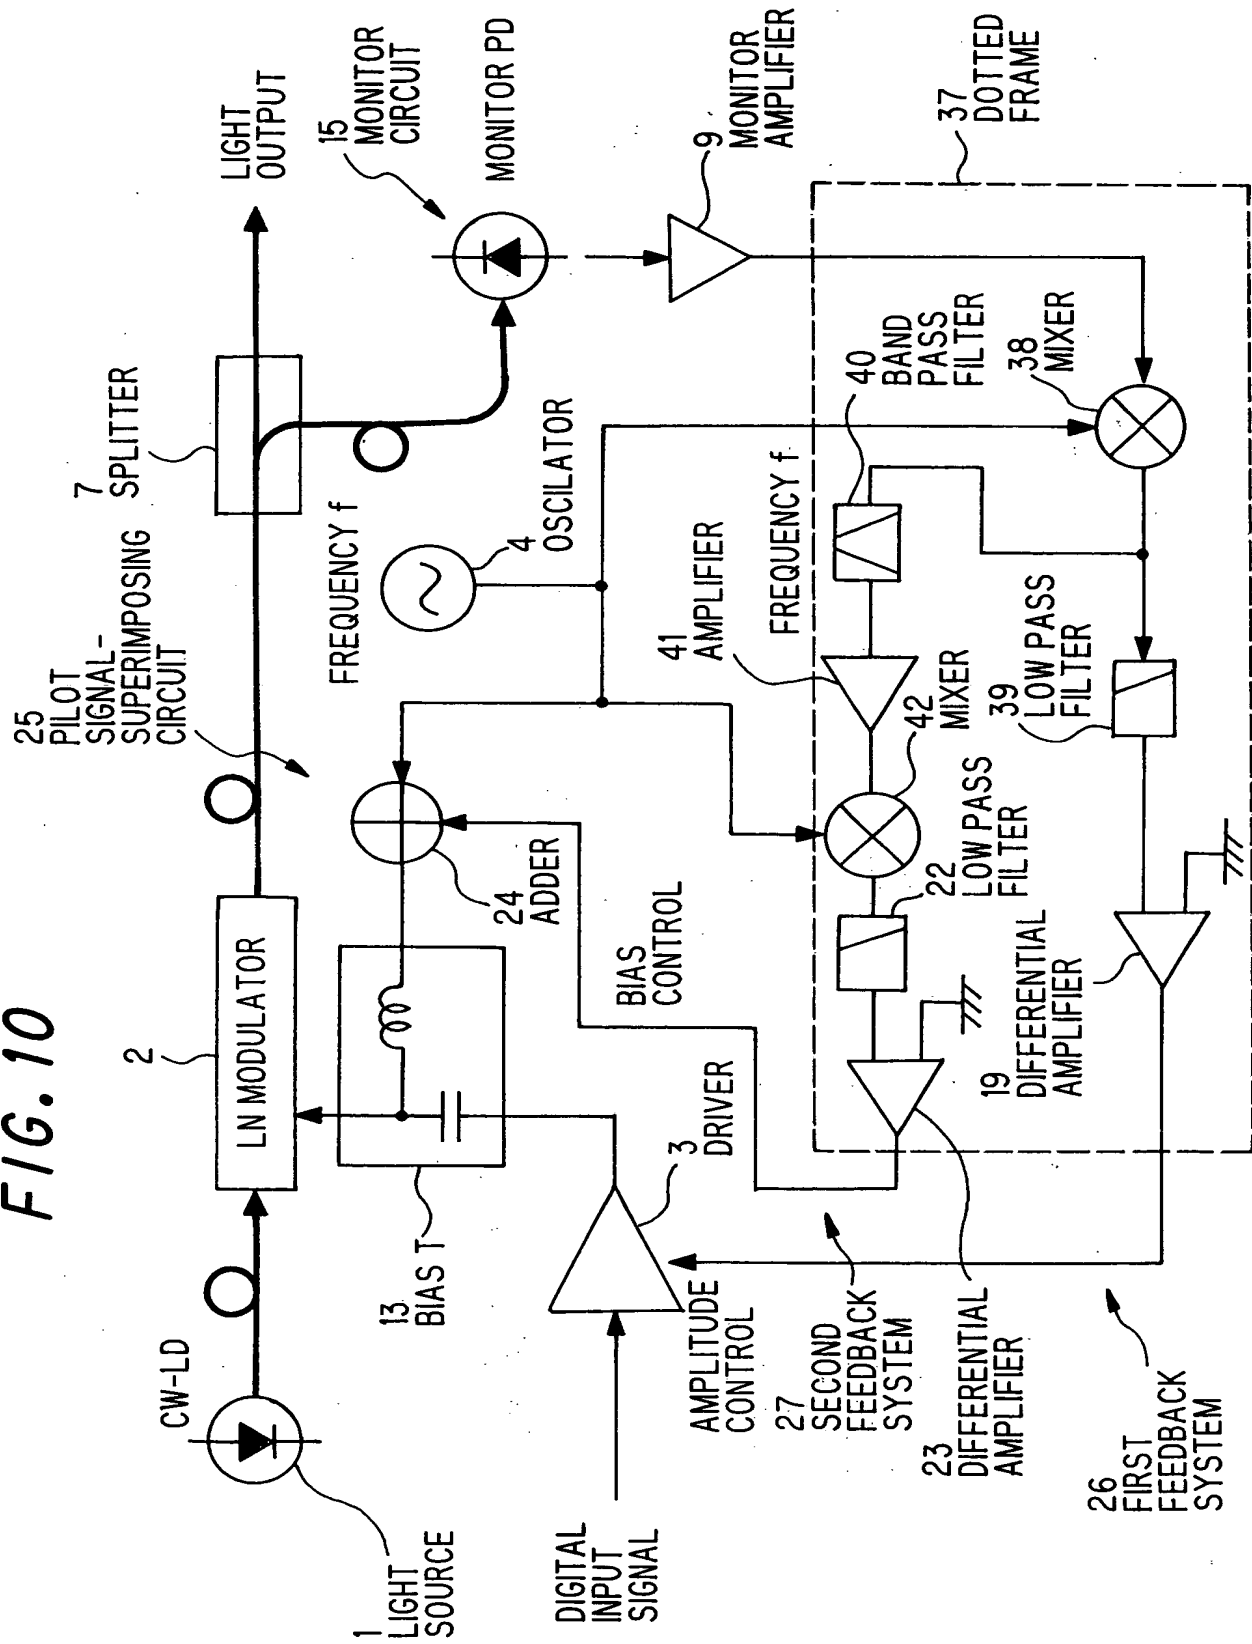 FIG. 10
1
LIGHT
SOURCE
CW-LD
2
LN MODULATOR
25
PILOT
SIGNAL-
SUPERIMPOSING
CIRCUIT
7
SPLITTER
LIGHT
OUTPUT
15
MONITOR
CIRCUIT
MONITOR PD
FREQUENCY f
4
OSCILATOR
13
BIAS T
24
ADDER
DIGITAL
INPUT
SIGNAL
3
DRIVER
BIAS
CONTROL
AMPLITUDE
CONTROL
9
MONITOR
AMPLIFIER
37
DOTTED
FRAME
41
AMPLIFIER
FREQUENCY f
40
BAND
PASS
FILTER
38
MIXER
42
MIXER
22
LOW PASS
FILTER
39
LOW PASS
FILTER
19
DIFFERENTIAL
AMPLIFIER
27
SECOND
FEEDBACK
SYSTEM
23
DIFFERENTIAL
AMPLIFIER
26
FIRST
FEEDBACK
SYSTEM